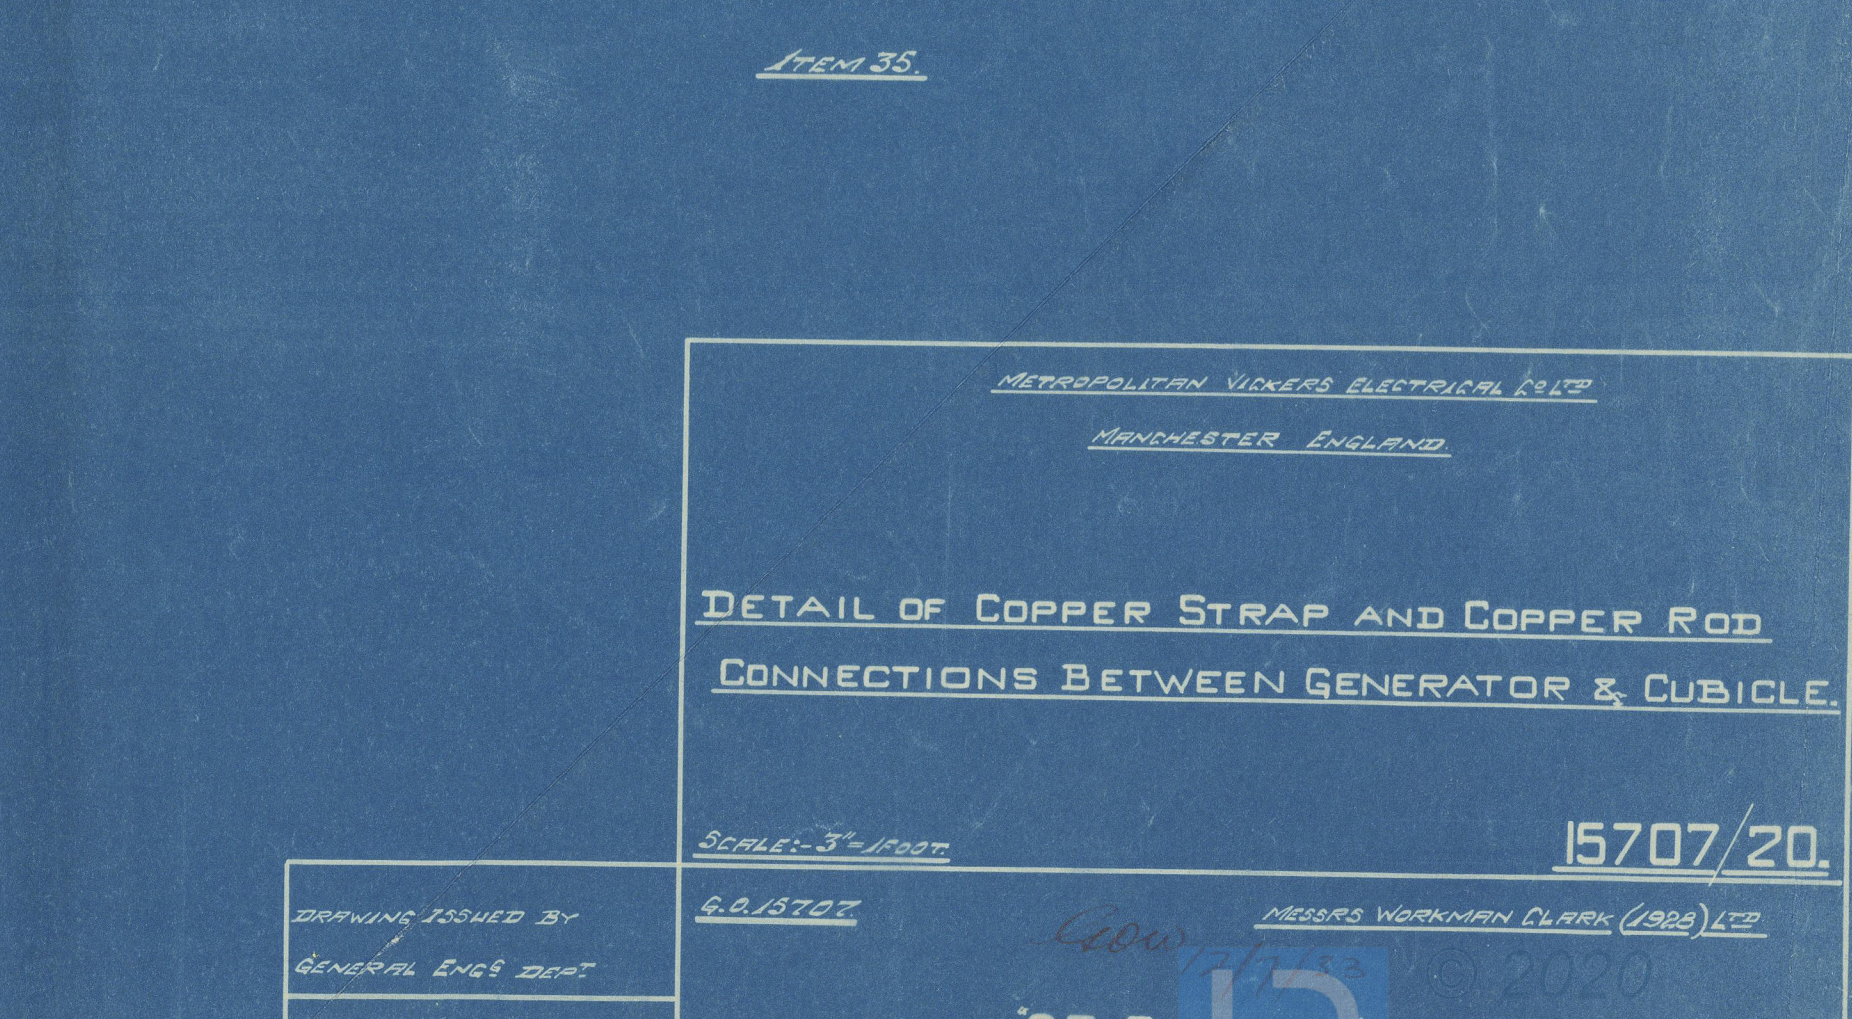 ITEM 35.
METROPOLITAN VICKERS ELECTRICAL Cº LTD
MANCHESTER ENGLAND.
DETAIL OF COPPER STRAP AND COPPER ROD
CONNECTIONS BETWEEN GENERATOR & CUBICLE.
SCALE:- 3"=1FOOT.
15707/20.
DRAWING ISSUED BY
GENERAL ENGS DEPT
G.O.15707.
MESSRS WORKMAN CLARK (1928) LTD.
© 2020